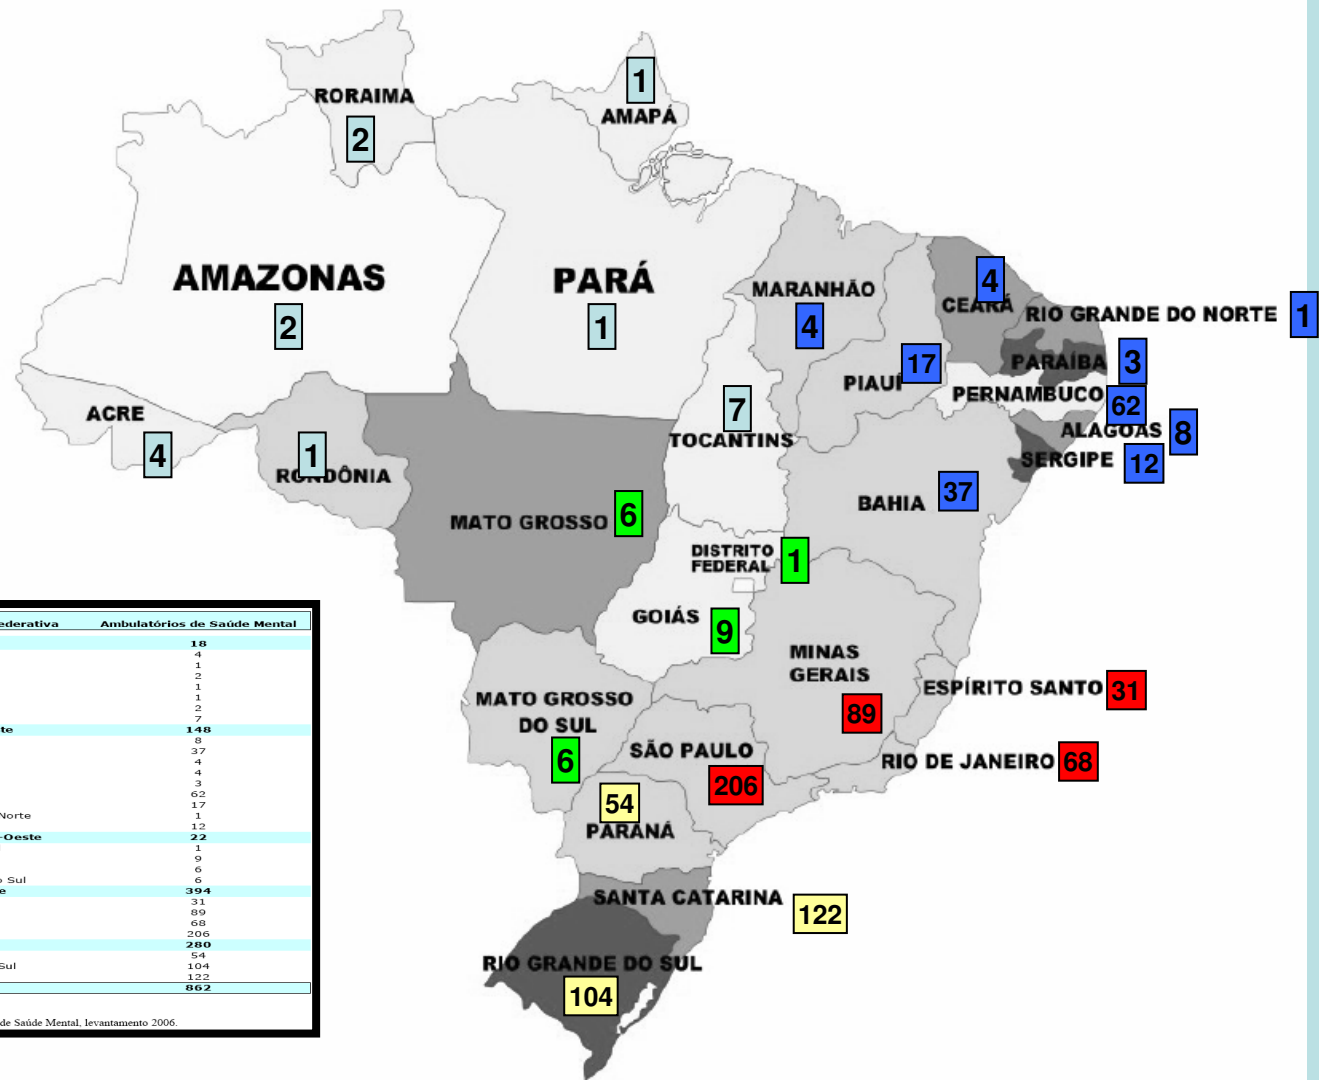 RORAIMA
2
1
AMAPÁ
AMAZONAS
2
PARÁ
1
MARANHÃO
4
4
CEARÁ
RIO GRANDE DO NORTE 1
PARAÍBA 3
PIAUÍ 17
PERNAMBUCO 62
ALAGOAS 8
SERGIPE 12
ACRE
4
1
RONDÔNIA
7
TOCANTINS
BAHIA 37
MATO GROSSO 6
DISTRITO
FEDERAL 1
GOIÁS 9
MINAS
GERAIS
89
ESPÍRITO SANTO 31
MATO GROSSO
DO SUL
6
SÃO PAULO
206
RIO DE JANEIRO 68
54
PARANÁ
SANTA CATARINA
122
RIO GRANDE DO SUL
104
ederativa Ambulatórios de Saúde Mental
18
4
1
2
1
1
2
7
te 148
8
37
4
4
3
62
17
Norte 1
12
-Oeste 22
1
9
6
o Sul 6
e 394
31
89
68
206
280
54
Sul 104
122
862
de Saúde Mental, levantamento 2006.